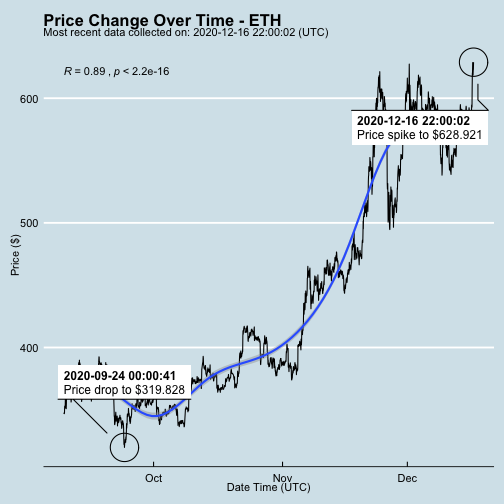 Price Change Over Time - ETH
Most recent data collected on: 2020-12-16 22:00:02 (UTC)
R = 0.89 , p < 2.2e-16
600
500
400
Price ($)
2020-12-16 22:00:02
Price spike to $628.921
2020-09-24 00:00:41
Price drop to $319.828
Oct
Nov
Dec
Date Time (UTC)